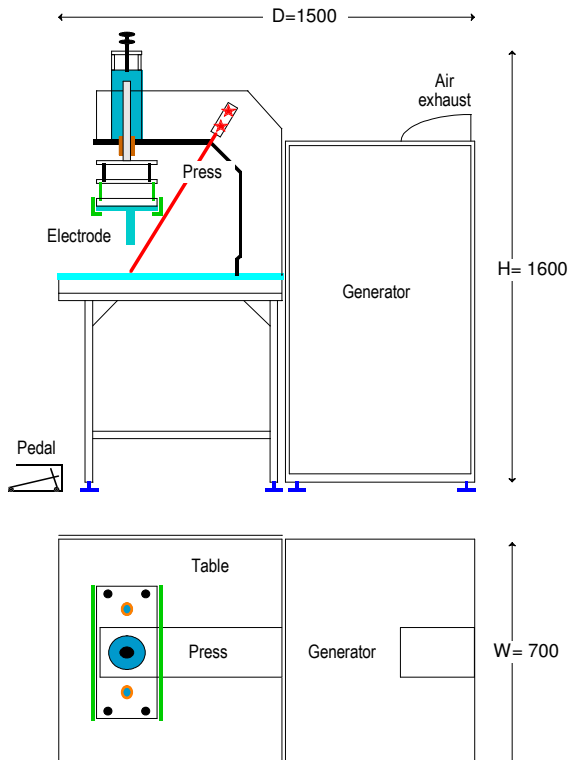 D=1500
Air
exhaust
Press
Electrode
H= 1600
Generator
Pedal
Table
Press
Generator
W= 700